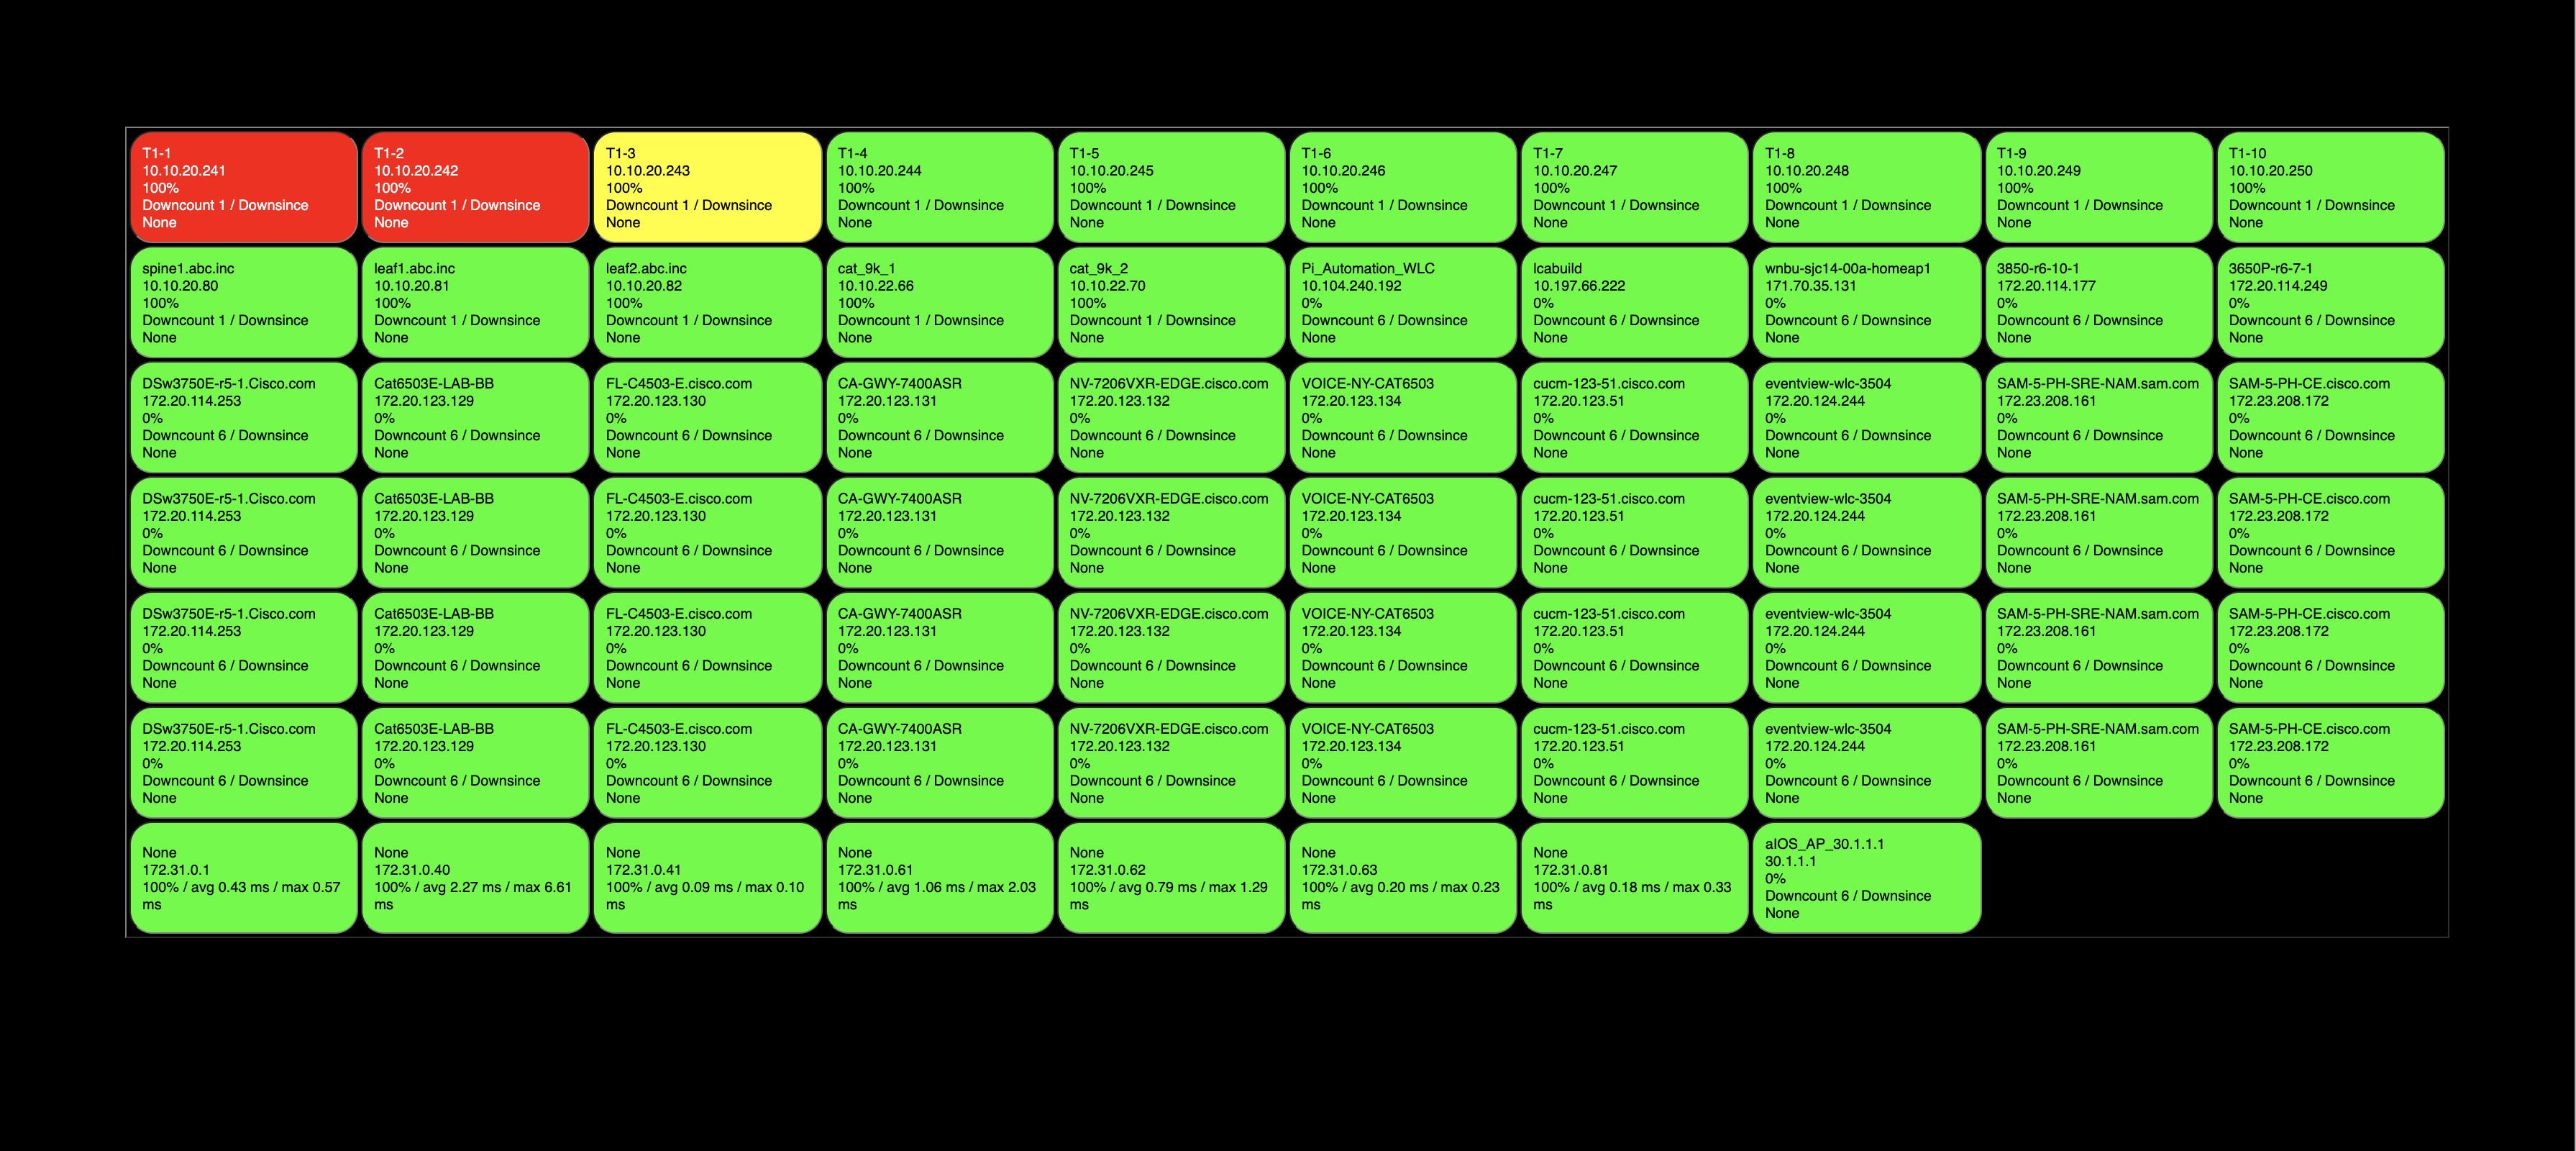 T1-1
10.10.20.241
100%
Downcount 1 / Downsince
None
T1-2
10.10.20.242
100%
Downcount 1 / Downsince
None
T1-3
10.10.20.243
100%
Downcount 1 / Downsince
None
T1-4
10.10.20.244
100%
Downcount 1 / Downsince
None
T1-5
10.10.20.245
100%
Downcount 1 / Downsince
None
T1-6
10.10.20.246
100%
Downcount 1 / Downsince
None
T1-7
10.10.20.247
100%
Downcount 1 / Downsince
None
T1-8
10.10.20.248
100%
Downcount 1 / Downsince
None
T1-9
10.10.20.249
100%
Downcount 1 / Downsince
None
T1-10
10.10.20.250
100%
Downcount 1 / Downsince
None
spine1.abc.inc
10.10.20.80
100%
Downcount 1 / Downsince
None
leaf1.abc.inc
10.10.20.81
100%
Downcount 1 / Downsince
None
leaf2.abc.inc
10.10.20.82
100%
Downcount 1 / Downsince
None
cat_9k_1
10.10.22.66
100%
Downcount 1 / Downsince
None
cat_9k_2
10.10.22.70
100%
Downcount 1 / Downsince
None
Pi_Automation_WLC
10.104.240.192
0%
Downcount 6 / Downsince
None
lcabuild
10.197.66.222
0%
Downcount 6 / Downsince
None
wnbu-sjc14-00a-homeap1
171.70.35.131
0%
Downcount 6 / Downsince
None
3850-r6-10-1
172.20.114.177
0%
Downcount 6 / Downsince
None
3650P-r6-7-1
172.20.114.249
0%
Downcount 6 / Downsince
None
DSw3750E-r5-1.Cisco.com
172.20.114.253
0%
Downcount 6 / Downsince
None
Cat6503E-LAB-BB
172.20.123.129
0%
Downcount 6 / Downsince
None
FL-C4503-E.cisco.com
172.20.123.130
0%
Downcount 6 / Downsince
None
CA-GWY-7400ASR
172.20.123.131
0%
Downcount 6 / Downsince
None
NV-7206VXR-EDGE.cisco.com
172.20.123.132
0%
Downcount 6 / Downsince
None
VOICE-NY-CAT6503
172.20.123.134
0%
Downcount 6 / Downsince
None
cucm-123-51.cisco.com
172.20.123.51
0%
Downcount 6 / Downsince
None
eventview-wlc-3504
172.20.124.244
0%
Downcount 6 / Downsince
None
SAM-5-PH-SRE-NAM.sam.com
172.23.208.161
0%
Downcount 6 / Downsince
None
SAM-5-PH-CE.cisco.com
172.23.208.172
0%
Downcount 6 / Downsince
None
DSw3750E-r5-1.Cisco.com
172.20.114.253
0%
Downcount 6 / Downsince
None
Cat6503E-LAB-BB
172.20.123.129
0%
Downcount 6 / Downsince
None
FL-C4503-E.cisco.com
172.20.123.130
0%
Downcount 6 / Downsince
None
CA-GWY-7400ASR
172.20.123.131
0%
Downcount 6 / Downsince
None
NV-7206VXR-EDGE.cisco.com
172.20.123.132
0%
Downcount 6 / Downsince
None
VOICE-NY-CAT6503
172.20.123.134
0%
Downcount 6 / Downsince
None
cucm-123-51.cisco.com
172.20.123.51
0%
Downcount 6 / Downsince
None
eventview-wlc-3504
172.20.124.244
0%
Downcount 6 / Downsince
None
SAM-5-PH-SRE-NAM.sam.com
172.23.208.161
0%
Downcount 6 / Downsince
None
SAM-5-PH-CE.cisco.com
172.23.208.172
0%
Downcount 6 / Downsince
None
DSw3750E-r5-1.Cisco.com
172.20.114.253
0%
Downcount 6 / Downsince
None
Cat6503E-LAB-BB
172.20.123.129
0%
Downcount 6 / Downsince
None
FL-C4503-E.cisco.com
172.20.123.130
0%
Downcount 6 / Downsince
None
CA-GWY-7400ASR
172.20.123.131
0%
Downcount 6 / Downsince
None
NV-7206VXR-EDGE.cisco.com
172.20.123.132
0%
Downcount 6 / Downsince
None
VOICE-NY-CAT6503
172.20.123.134
0%
Downcount 6 / Downsince
None
cucm-123-51.cisco.com
172.20.123.51
0%
Downcount 6 / Downsince
None
eventview-wlc-3504
172.20.124.244
0%
Downcount 6 / Downsince
None
SAM-5-PH-SRE-NAM.sam.com
172.23.208.161
0%
Downcount 6 / Downsince
None
SAM-5-PH-CE.cisco.com
172.23.208.172
0%
Downcount 6 / Downsince
None
DSw3750E-r5-1.Cisco.com
172.20.114.253
0%
Downcount 6 / Downsince
None
Cat6503E-LAB-BB
172.20.123.129
0%
Downcount 6 / Downsince
None
FL-C4503-E.cisco.com
172.20.123.130
0%
Downcount 6 / Downsince
None
CA-GWY-7400ASR
172.20.123.131
0%
Downcount 6 / Downsince
None
NV-7206VXR-EDGE.cisco.com
172.20.123.132
0%
Downcount 6 / Downsince
None
VOICE-NY-CAT6503
172.20.123.134
0%
Downcount 6 / Downsince
None
cucm-123-51.cisco.com
172.20.123.51
0%
Downcount 6 / Downsince
None
eventview-wlc-3504
172.20.124.244
0%
Downcount 6 / Downsince
None
SAM-5-PH-SRE-NAM.sam.com
172.23.208.161
0%
Downcount 6 / Downsince
None
SAM-5-PH-CE.cisco.com
172.23.208.172
0%
Downcount 6 / Downsince
None
None
172.31.0.1
100% / avg 0.43 ms / max 0.57
ms
None
172.31.0.40
100% / avg 2.27 ms / max 6.61
ms
None
172.31.0.41
100% / avg 0.09 ms / max 0.10
ms
None
172.31.0.61
100% / avg 1.06 ms / max 2.03
ms
None
172.31.0.62
100% / avg 0.79 ms / max 1.29
ms
None
172.31.0.63
100% / avg 0.20 ms / max 0.23
ms
None
172.31.0.81
100% / avg 0.18 ms / max 0.33
ms
aIOS_AP_30.1.1.1
30.1.1.1
0%
Downcount 6 / Downsince
None